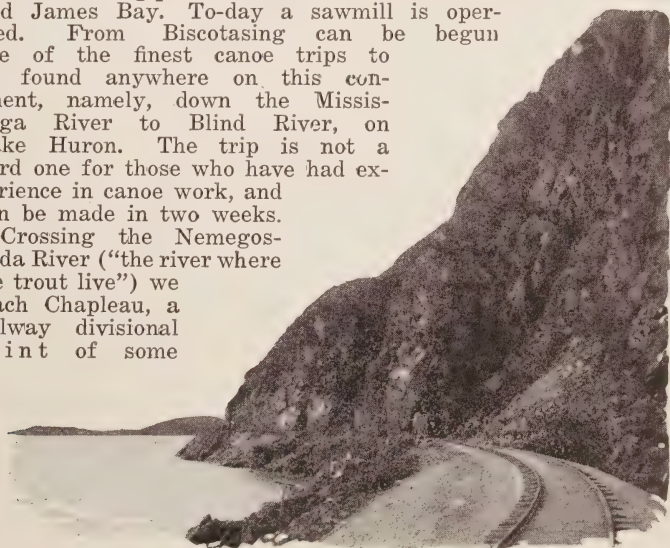 d James Bay. To-day a sawmill is oper-
ed. From Biscotasing can be begun
e of the finest canoe trips to
found anywhere on this con-
ent, namely, down the Missis-
ga River to Blind River, on
ke Huron. The trip is not a
rd one for those who have had ex-
rience in canoe work, and
n be made in two weeks.
Crossing the Nemegos-
da River ("the river where
e trout live") we
ach Chapleau, a
lway divisional
int of some